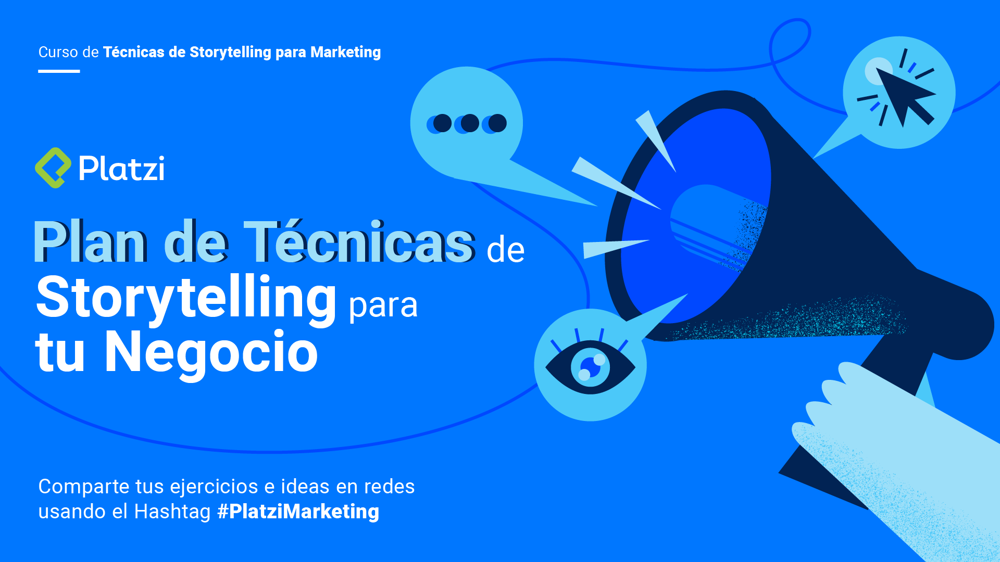 Curso de Técnicas de Storytelling para Marketing
Platzi
Plan de Técnicas de
Storytelling para
tu Negocio
Comparte tus ejercicios e ideas en redes
usando el Hashtag #PlatziMarketing